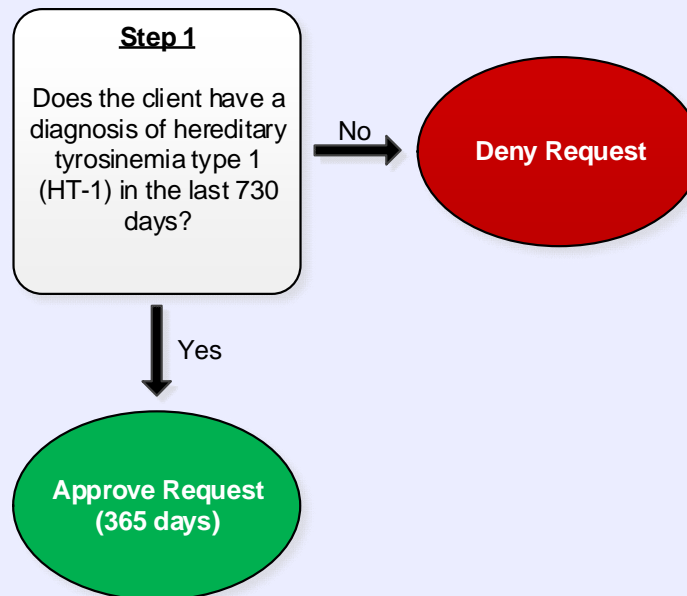 Step 1
Does the client have a
diagnosis of hereditary
tyrosinemia type 1
(HT-1) in the last 730
days?
No
Deny Request
Yes
Approve Request
(365 days)